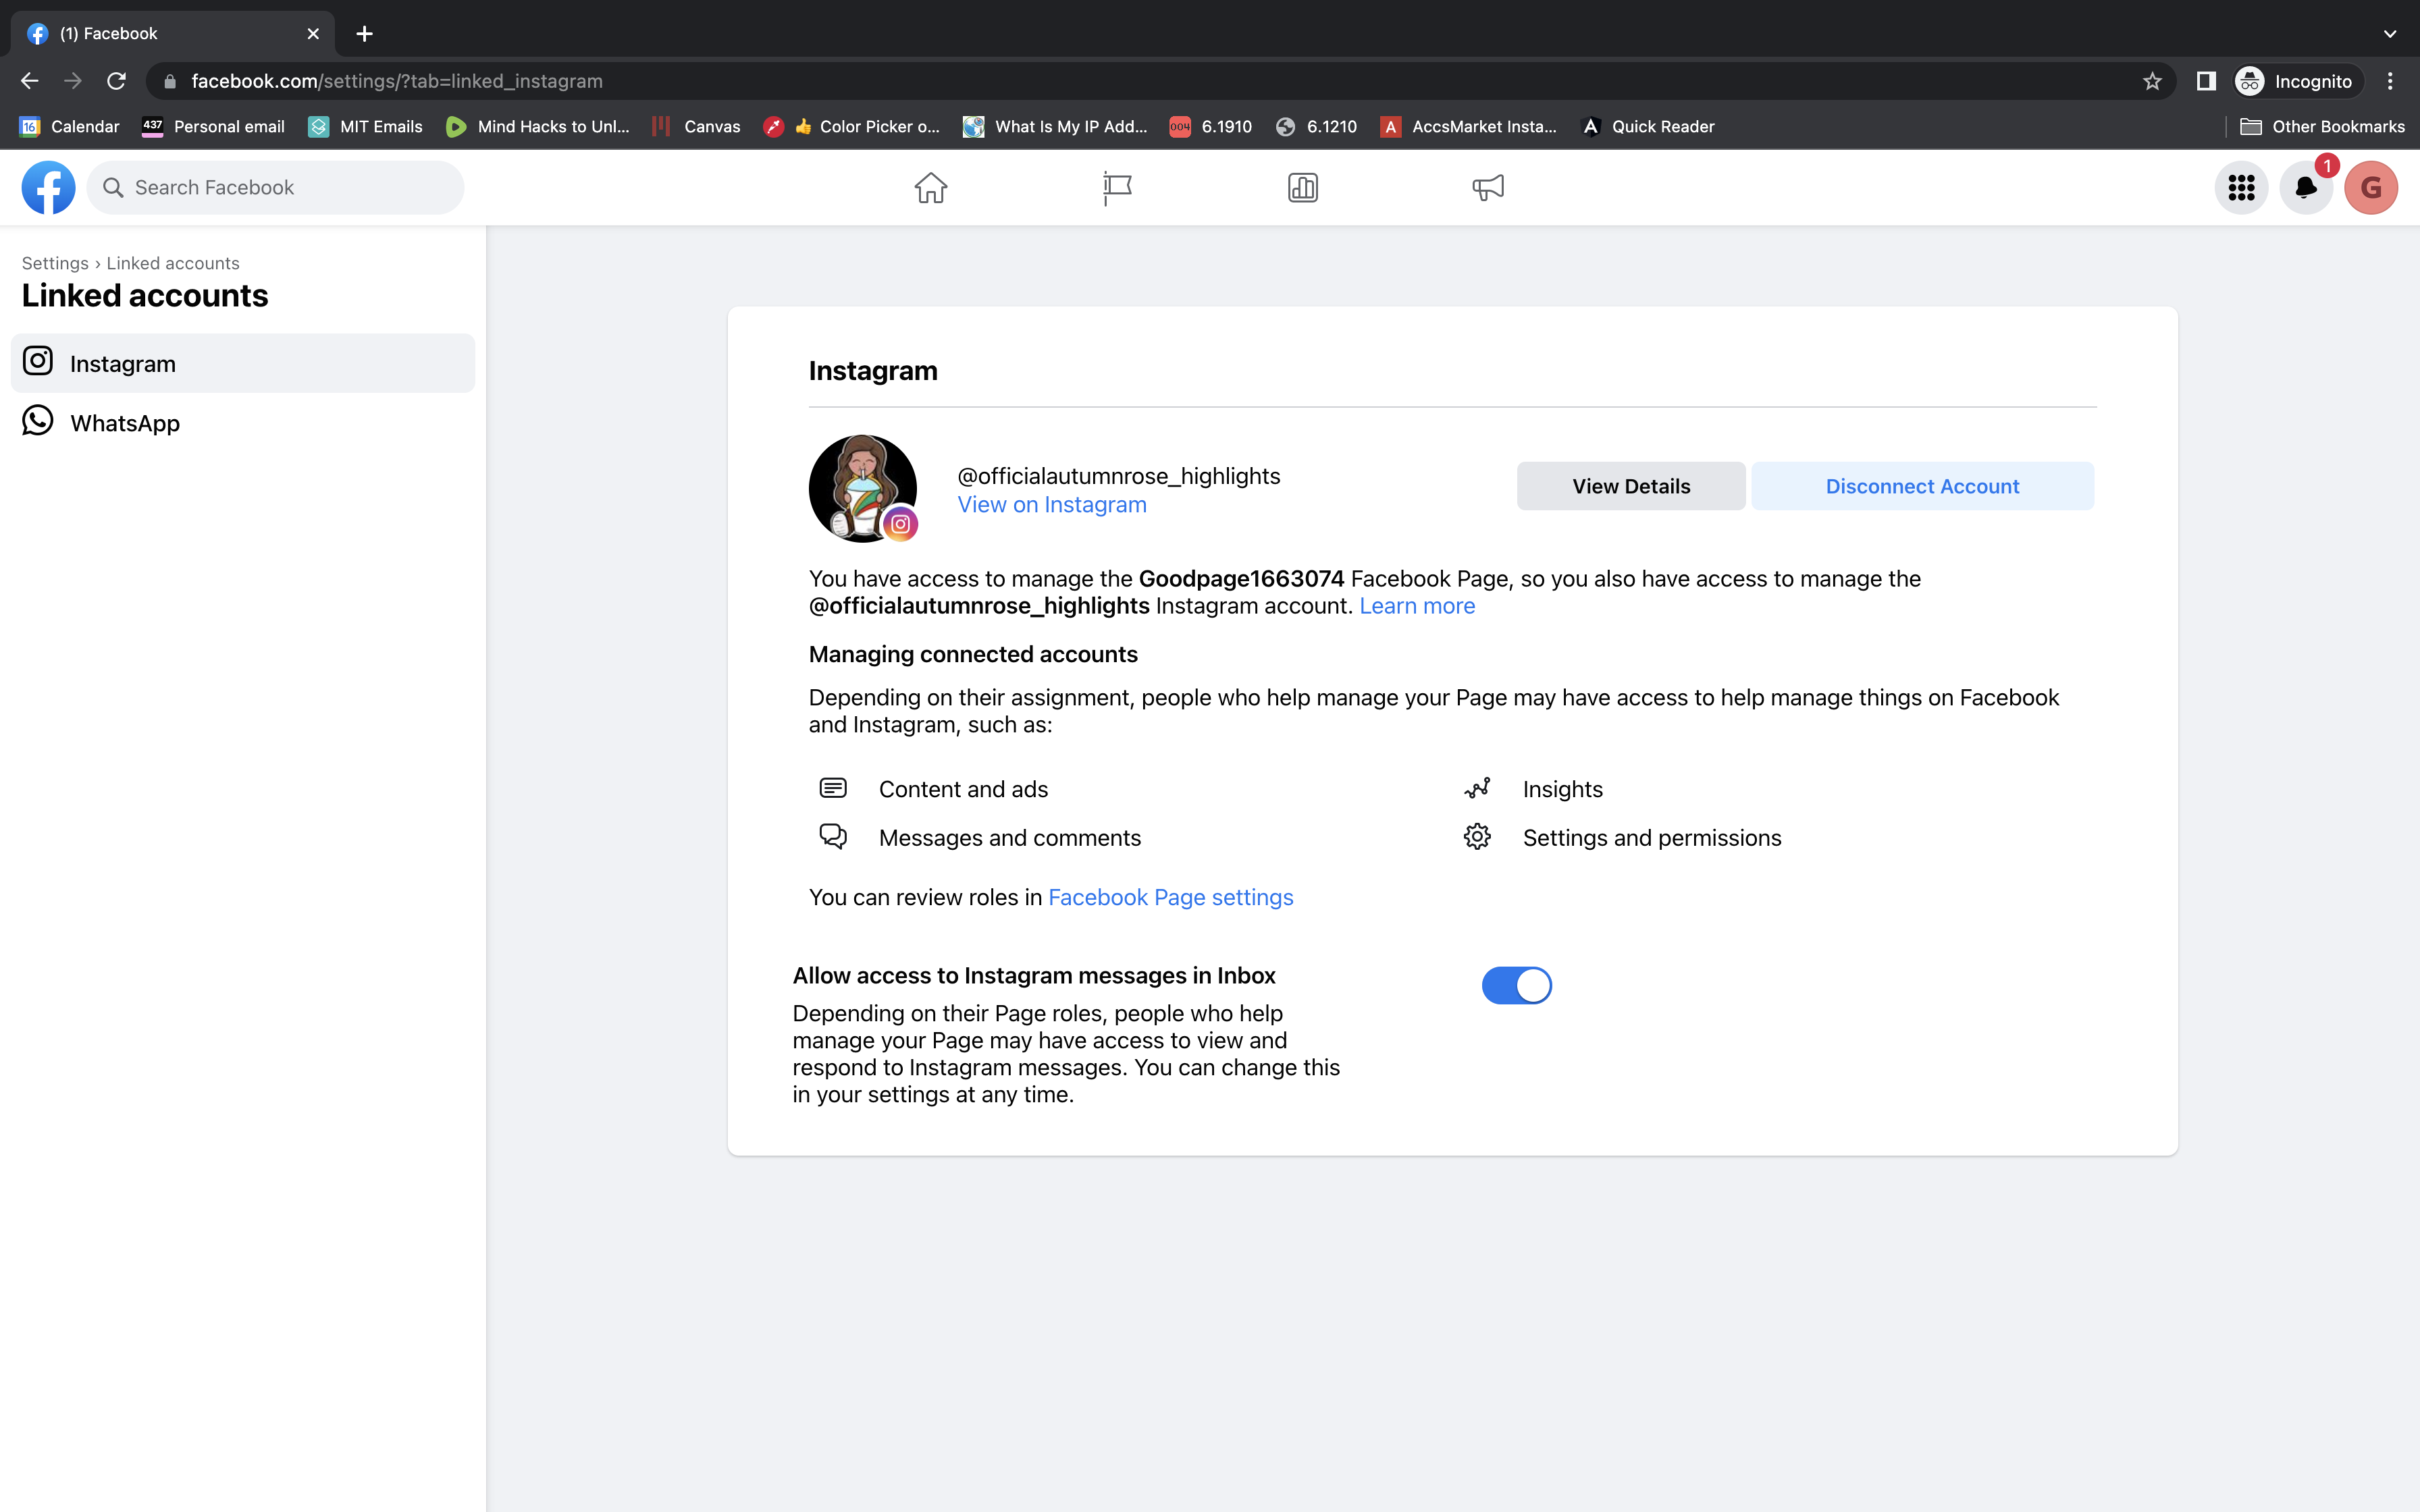 (1) Facebook
facebook.com/settings/?tab=linked_instagram
Incognito
16 Calendar 437 Personal email MIT Emails Mind Hacks to Unl... Canvas 👍 Color Picker o... What Is My IP Add... 004 6.1910 6.1210 A AccsMarket Insta... Quick Reader Other Bookmarks
Search Facebook
1
G
Settings › Linked accounts
Linked accounts
Instagram
WhatsApp
Instagram
@officialautumnrose_highlights
View on Instagram
View Details
Disconnect Account
You have access to manage the Goodpage1663074 Facebook Page, so you also have access to manage the
@officialautumnrose_highlights Instagram account. Learn more
Managing connected accounts
Depending on their assignment, people who help manage your Page may have access to help manage things on Facebook
and Instagram, such as:
Content and ads
Insights
Messages and comments
Settings and permissions
You can review roles in Facebook Page settings
Allow access to Instagram messages in Inbox
Depending on their Page roles, people who help
manage your Page may have access to view and
respond to Instagram messages. You can change this
in your settings at any time.